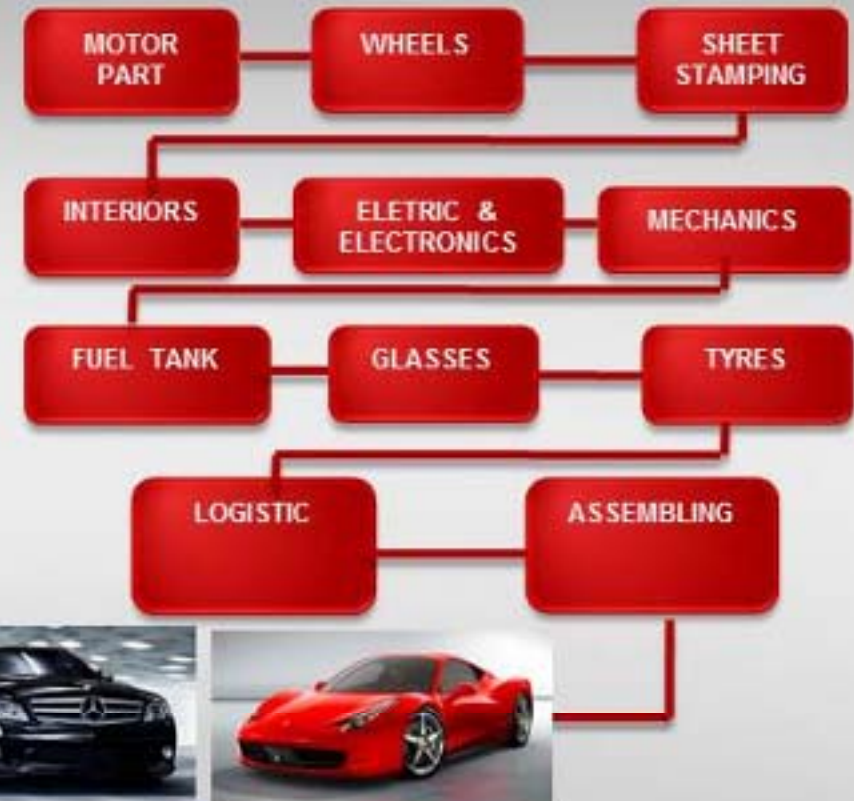 MOTOR
PART
WHEELS
SHEET
STAMPING
INTERIORS
ELETRIC &
ELECTRONICS
MECHANICS
FUEL TANK
GLASSES
TYRES
LOGISTIC
ASSEMBLING